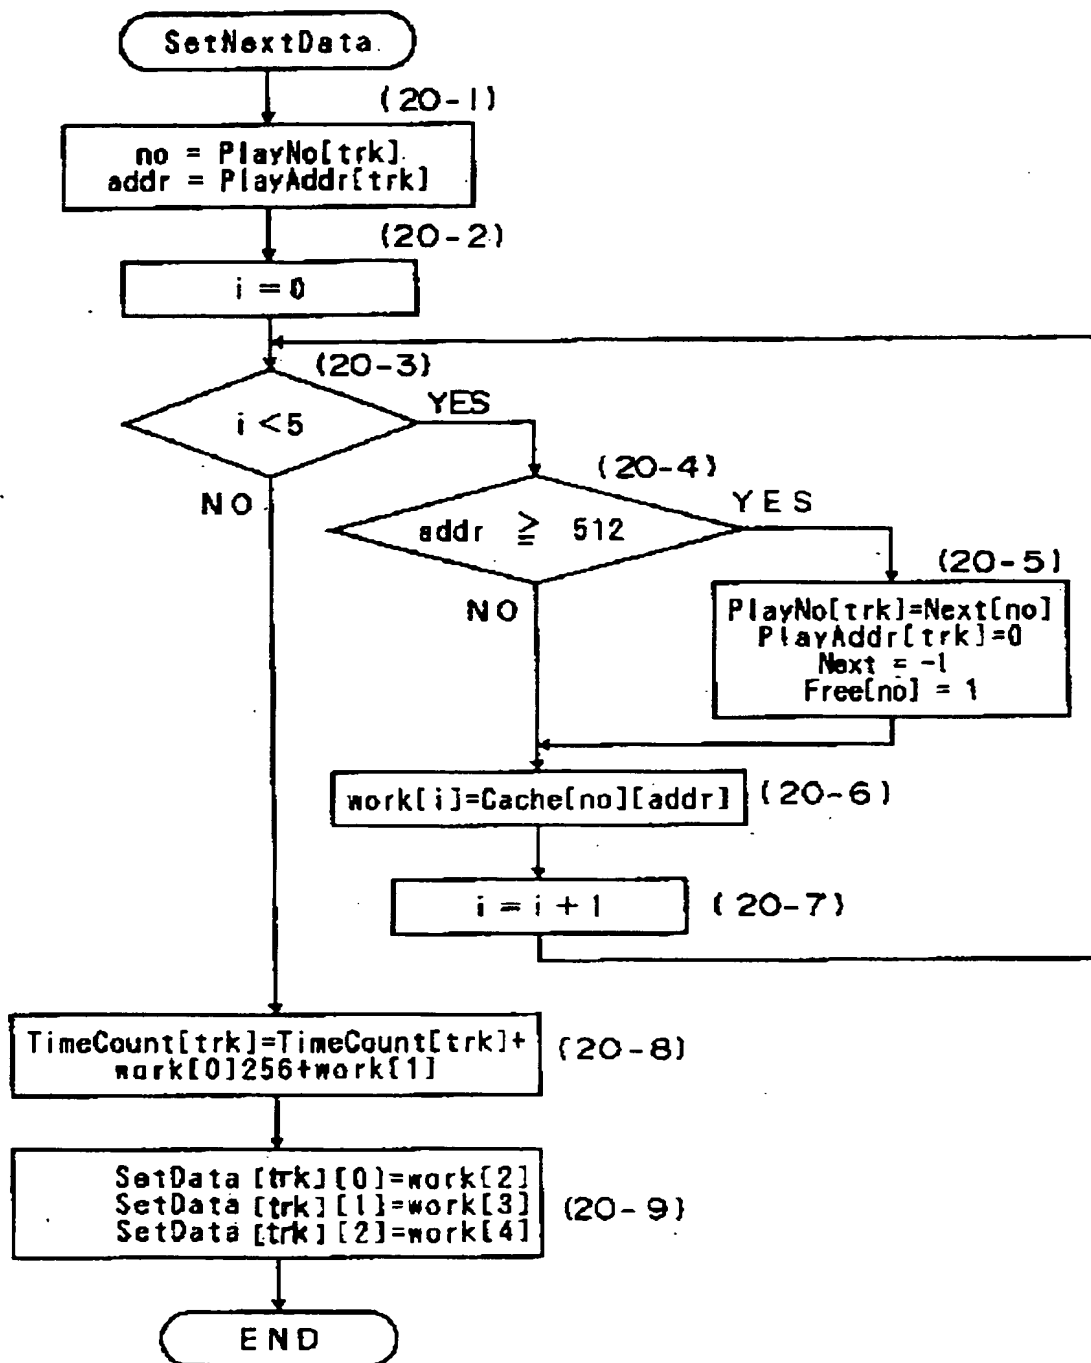 SetNextData
(20-1)
no = PlayNo[trk]
addr = PlayAddr[trk]
(20-2)
i = 0
(20-3)
i < 5
YES
NO
(20-4)
addr ≧ 512
YES
NO
(20-5)
PlayNo[trk]=Next[no]
PlayAddr[trk]=0
Next = -1
Free[no] = 1
work[i]=Cache[no][addr]
(20-6)
i = i + 1
(20-7)
TimeCount[trk]=TimeCount[trk]+
work[0]256+work[1]
(20-8)
SetData[trk][0]=work[2]
SetData[trk][1]=work[3]
SetData[trk][2]=work[4]
(20-9)
END